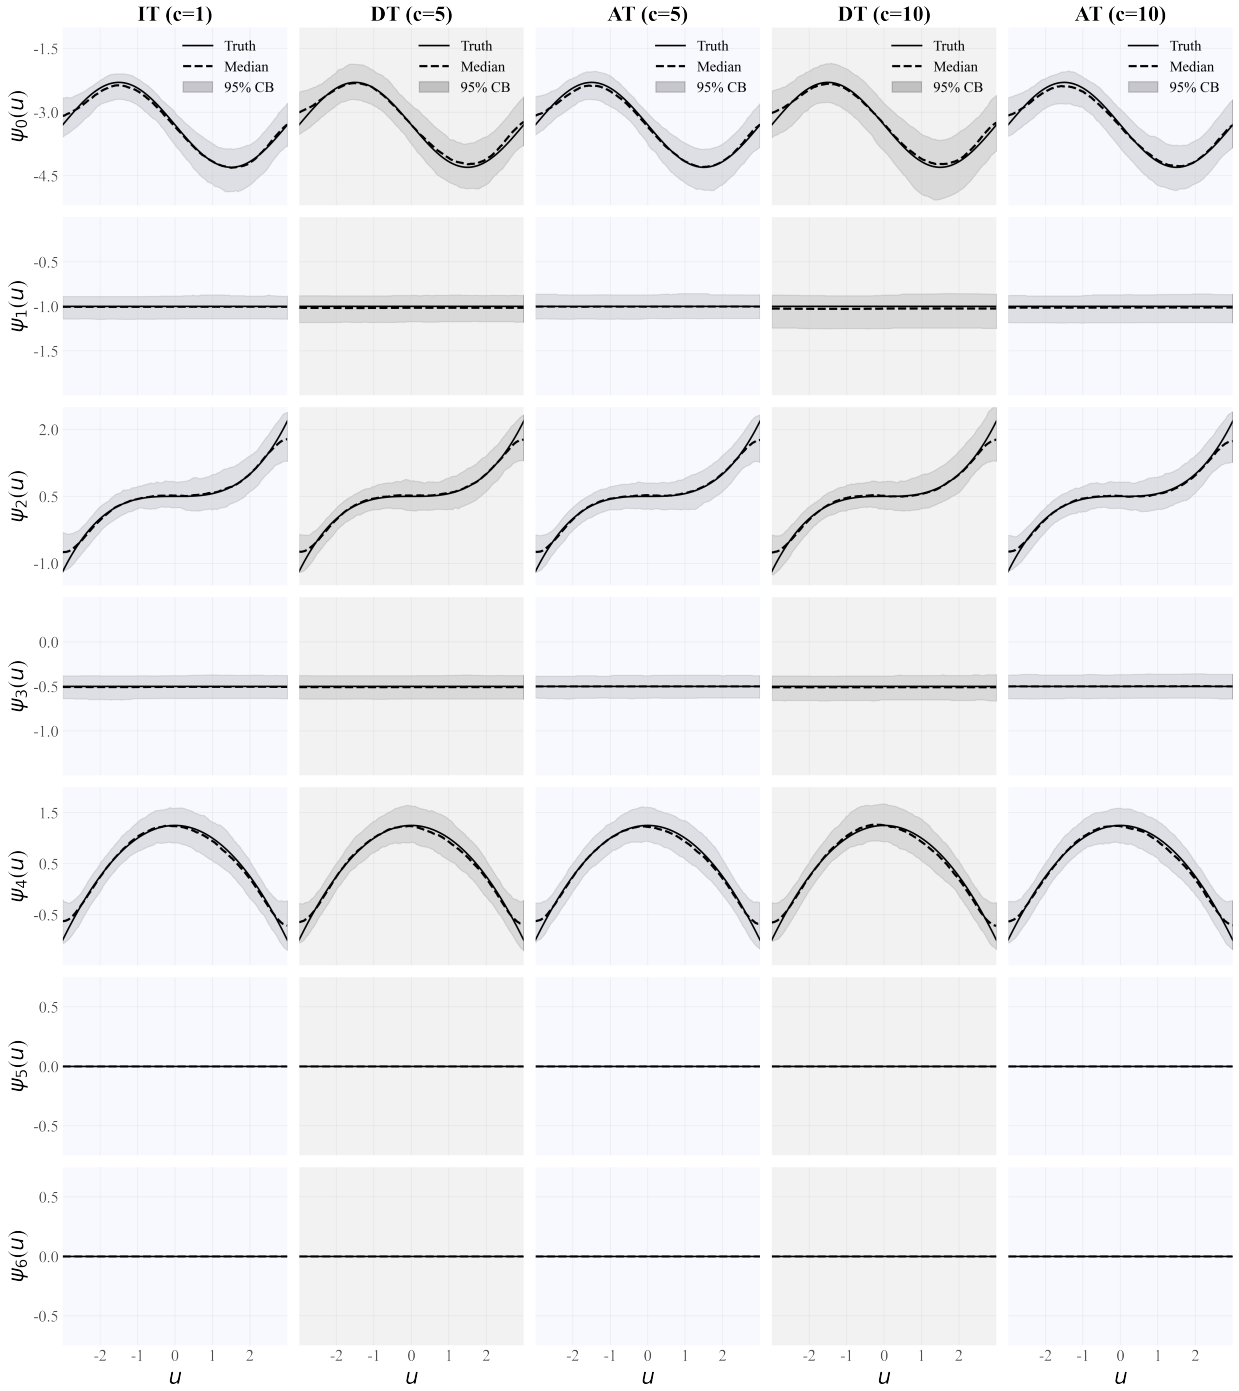 IT (c=1) DT (c=5) AT (c=5) DT (c=10) AT (c=10)
Truth Truth Truth Truth Truth
Median Median Median Median Median
95% CB 95% CB 95% CB 95% CB 95% CB
ψ0(u)
-1.5
-3.0
-4.5
ψ1(u)
-0.5
-1.0
-1.5
ψ2(u)
2.0
0.5
-1.0
ψ3(u)
0.0
-0.5
-1.0
ψ4(u)
1.5
0.5
-0.5
ψ5(u)
0.5
0.0
-0.5
ψ6(u)
0.5
0.0
-0.5
-2 -1 0 1 2 -2 -1 0 1 2 -2 -1 0 1 2 -2 -1 0 1 2 -2 -1 0 1 2
u u u u u